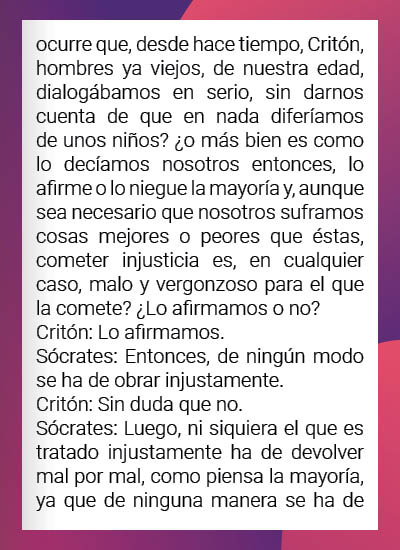 ocurre que, desde hace tiempo, Critón,
hombres ya viejos, de nuestra edad,
dialogábamos en serio, sin darnos
cuenta de que en nada diferíamos
de unos niños? ¿o más bien es como
lo decíamos nosotros entonces, lo
afirme o lo niegue la mayoría y, aunque
sea necesario que nosotros suframos
cosas mejores o peores que éstas,
cometer injusticia es, en cualquier
caso, malo y vergonzoso para el que
la comete? ¿Lo afirmamos o no?
Critón: Lo afirmamos.
Sócrates: Entonces, de ningún modo
se ha de obrar injustamente.
Critón: Sin duda que no.
Sócrates: Luego, ni siquiera el que es
tratado injustamente ha de devolver
mal por mal, como piensa la mayoría,
ya que de ninguna manera se ha de